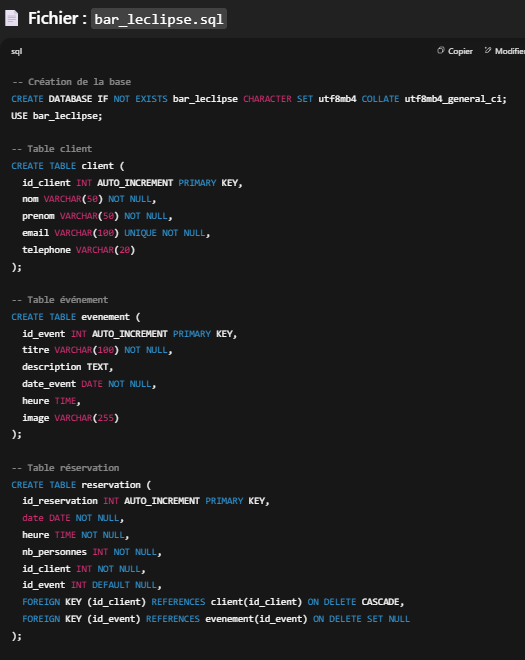 Fichier : bar_leclipse.sql
sql
Copier
Modifier
-- Création de la base
CREATE DATABASE IF NOT EXISTS bar_leclipse CHARACTER SET utf8mb4 COLLATE utf8mb4_general_ci;
USE bar_leclipse;
-- Table client
CREATE TABLE client (
id_client INT AUTO_INCREMENT PRIMARY KEY,
nom VARCHAR(50) NOT NULL,
prenom VARCHAR(50) NOT NULL,
email VARCHAR(100) UNIQUE NOT NULL,
telephone VARCHAR(20)
);
-- Table événement
CREATE TABLE evenement (
id_event INT AUTO_INCREMENT PRIMARY KEY,
titre VARCHAR(100) NOT NULL,
description TEXT,
date_event DATE NOT NULL,
heure TIME,
image VARCHAR(255)
);
-- Table réservation
CREATE TABLE reservation (
id_reservation INT AUTO_INCREMENT PRIMARY KEY,
date DATE NOT NULL,
heure TIME NOT NULL,
nb_personnes INT NOT NULL,
id_client INT NOT NULL,
id_event INT DEFAULT NULL,
FOREIGN KEY (id_client) REFERENCES client(id_client) ON DELETE CASCADE,
FOREIGN KEY (id_event) REFERENCES evenement(id_event) ON DELETE SET NULL
);